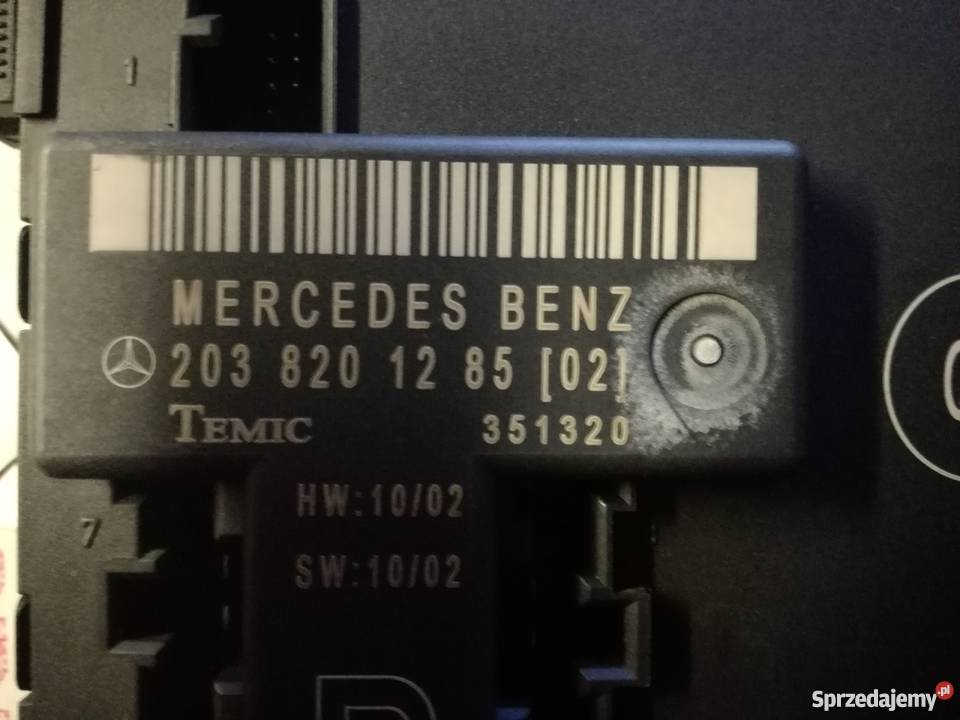 1
MERCEDES BENZ
203 820 12 85 [02]
TEMIC 351320
HW:10/02
7
SW:10/02
Sprzedajemy.pl